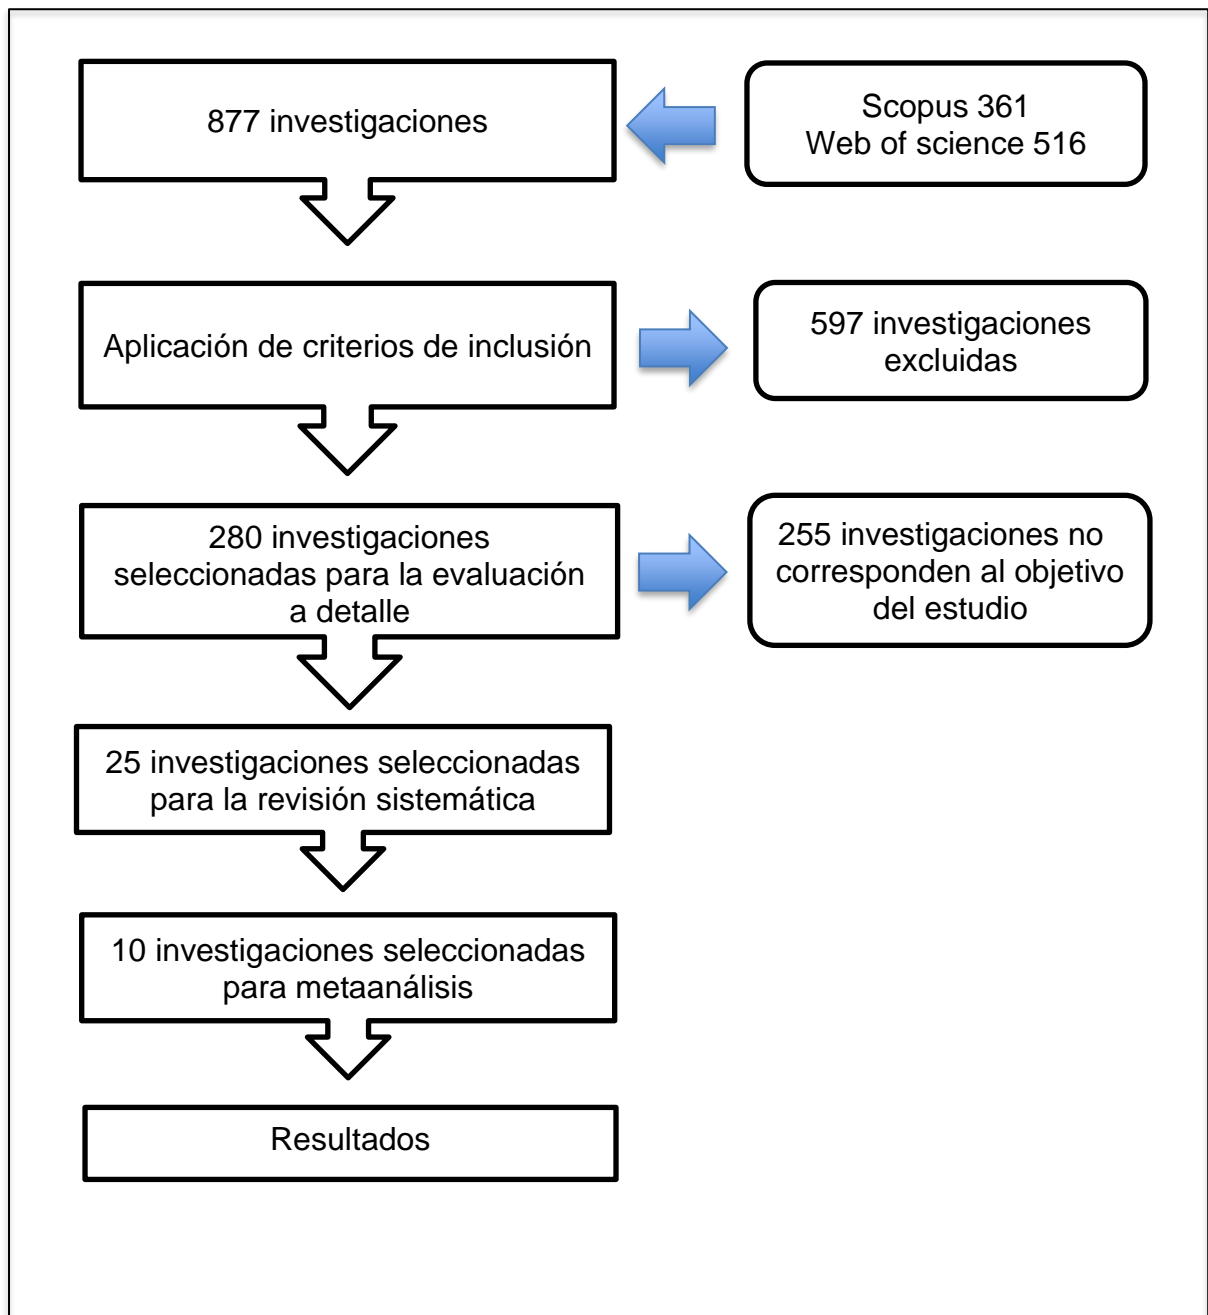 877 investigaciones
Scopus 361
Web of science 516
Aplicación de criterios de inclusión
597 investigaciones
excluidas
280 investigaciones
seleccionadas para la evaluación
a detalle
255 investigaciones no
corresponden al objetivo
del estudio
25 investigaciones seleccionadas
para la revisión sistemática
10 investigaciones seleccionadas
para metaanálisis
Resultados